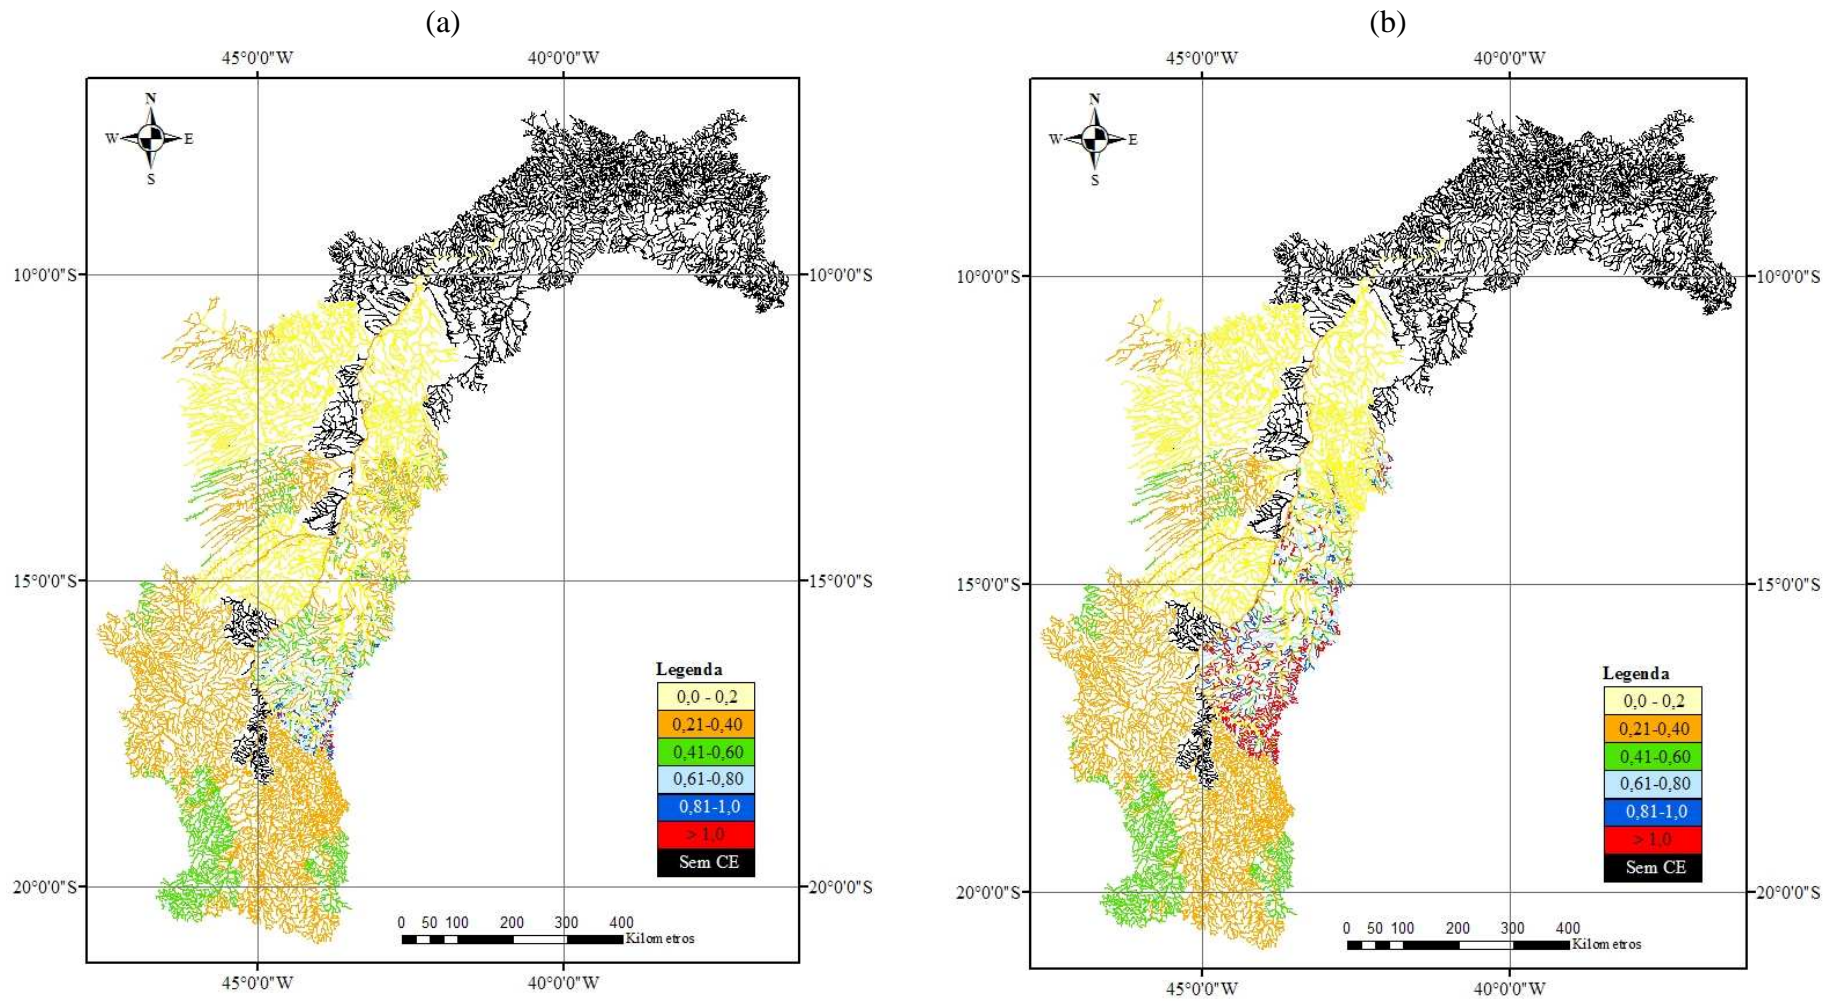 (a)
45°0'0"W 40°0'0"W
N
W E
S
10°0'0"S 10°0'0"S
15°0'0"S 15°0'0"S
Legenda
0,0 - 0,2
0,21-0,40
0,41-0,60
0,61-0,80
0,81-1,0
> 1,0
Sem CE
20°0'0"S 20°0'0"S
0 50 100 200 300 400
Kilometros
45°0'0"W 40°0'0"W
(b)
45°0'0"W 40°0'0"W
N
W E
S
10°0'0"S 10°0'0"S
15°0'0"S 15°0'0"S
Legenda
0,0 - 0,2
0,21-0,40
0,41-0,60
0,61-0,80
0,81-1,0
> 1,0
Sem CE
20°0'0"S 20°0'0"S
0 50 100 200 300 400
Kilometros
45°0'0"W 40°0'0"W